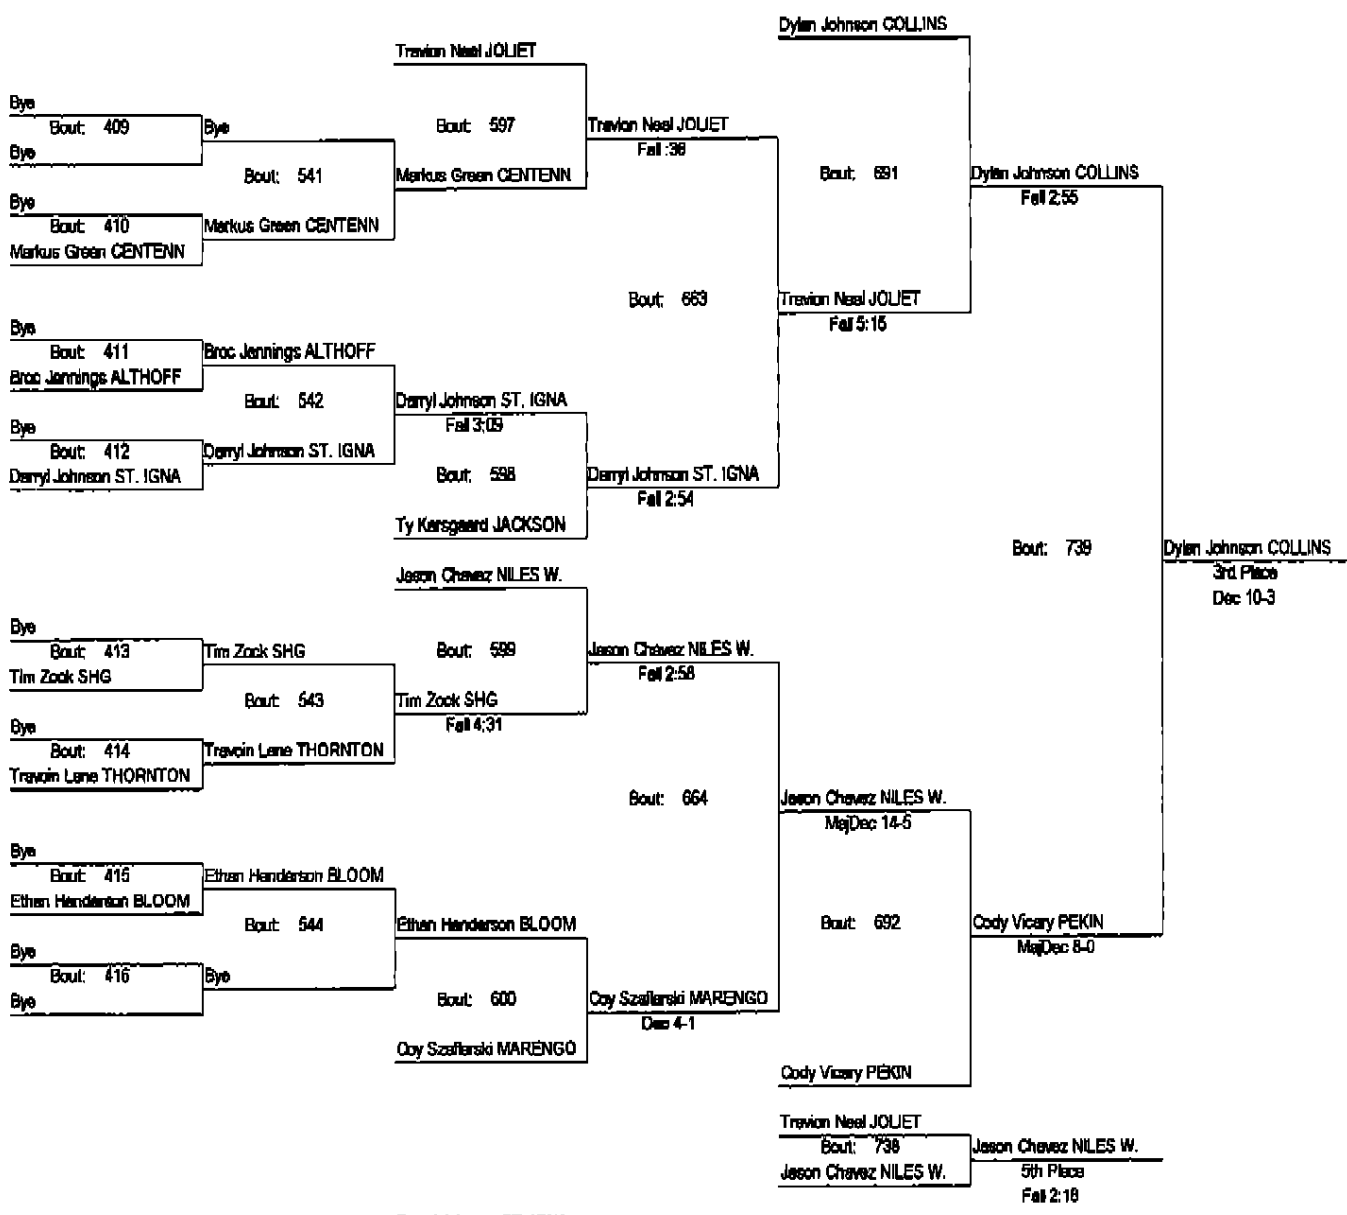 Dylan Johnson COLLINS
Travion Neal JOLIET
Bye
Bout: 409
Bye
Bout: 597
Travion Neal JOLIET
Fall :36
Bye
Bout: 541
Markus Green CENTENN
Bout: 691
Dylan Johnson COLLINS
Fall 2:55
Bye
Bout: 410
Markus Green CENTENN
Markus Green CENTENN
Bout: 663
Travion Neal JOLIET
Fall 5:15
Bye
Bout: 411
Broc Jennings ALTHOFF
Broc Jennings ALTHOFF
Bout: 542
Darryl Johnson ST. IGNA
Fall 3:09
Bye
Bout: 412
Darryl Johnson ST. IGNA
Darryl Johnson ST. IGNA
Bout: 598
Darryl Johnson ST. IGNA
Fall 2:54
Ty Karsgaard JACKSON
Bout: 739
Dylan Johnson COLLINS
3rd Place
Dec 10-3
Jason Chavez NILES W.
Bye
Bout: 413
Tim Zock SHG
Bout: 599
Jason Chavez NILES W.
Fall 2:58
Tim Zock SHG
Bout: 543
Tim Zock SHG
Fall 4:31
Bye
Bout: 414
Travoin Lane THORNTON
Travoin Lane THORNTON
Bout: 664
Jason Chavez NILES W.
MajDec 14-5
Bye
Bout: 415
Ethan Henderson BLOOM
Ethan Henderson BLOOM
Bout: 544
Ethan Henderson BLOOM
Bout: 692
Cody Vicary PEKIN
MajDec 8-0
Bye
Bout: 416
Bye
Bye
Bout: 600
Coy Szaflarski MARENGO
Dec 4-1
Coy Szaflarski MARENGO
Cody Vicary PEKIN
Travion Neal JOLIET
Bout: 738
Jason Chavez NILES W.
Jason Chavez NILES W.
5th Place
Fall 2:18